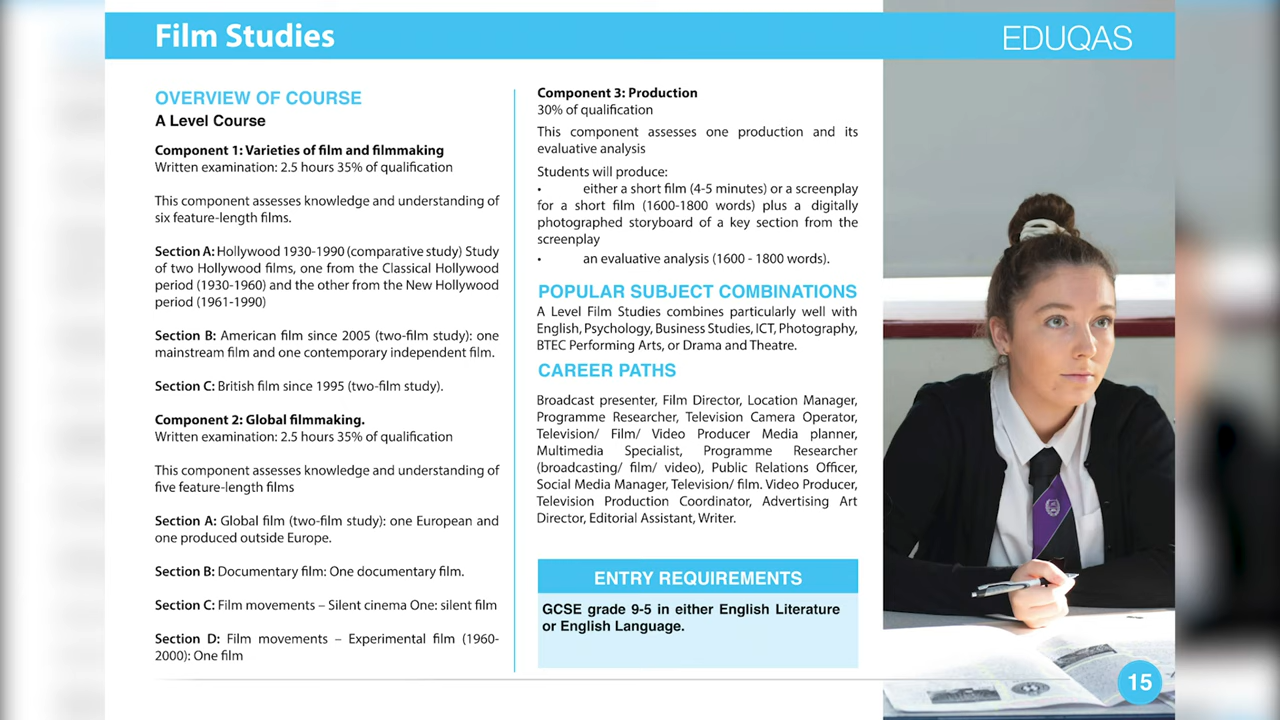 Film Studies
EDUQAS
OVERVIEW OF COURSE
A Level Course
Component 1: Varieties of film and filmmaking
Written examination: 2.5 hours 35% of qualification
This component assesses knowledge and understanding of
six feature-length films.
Section A: Hollywood 1930-1990 (comparative study) Study
of two Hollywood films, one from the Classical Hollywood
period (1930-1960) and the other from the New Hollywood
period (1961-1990)
Section B: American film since 2005 (two-film study): one
mainstream film and one contemporary independent film.
Section C: British film since 1995 (two-film study).
Component 2: Global filmmaking.
Written examination: 2.5 hours 35% of qualification
This component assesses knowledge and understanding of
five feature-length films
Section A: Global film (two-film study): one European and
one produced outside Europe.
Section B: Documentary film: One documentary film.
Section C: Film movements – Silent cinema One: silent film
Section D: Film movements – Experimental film (1960-
2000): One film
Component 3: Production
30% of qualification
This component assesses one production and its
evaluative analysis
Students will produce:
• either a short film (4-5 minutes) or a screenplay
for a short film (1600-1800 words) plus a digitally
photographed storyboard of a key section from the
screenplay
• an evaluative analysis (1600 - 1800 words).
POPULAR SUBJECT COMBINATIONS
A Level Film Studies combines particularly well with
English, Psychology, Business Studies, ICT, Photography,
BTEC Performing Arts, or Drama and Theatre.
CAREER PATHS
Broadcast presenter, Film Director, Location Manager,
Programme Researcher, Television Camera Operator,
Television/ Film/ Video Producer Media planner,
Multimedia Specialist, Programme Researcher
(broadcasting/ film/ video), Public Relations Officer,
Social Media Manager, Television/ film. Video Producer,
Television Production Coordinator, Advertising Art
Director, Editorial Assistant, Writer.
ENTRY REQUIREMENTS
GCSE grade 9-5 in either English Literature
or English Language.
15